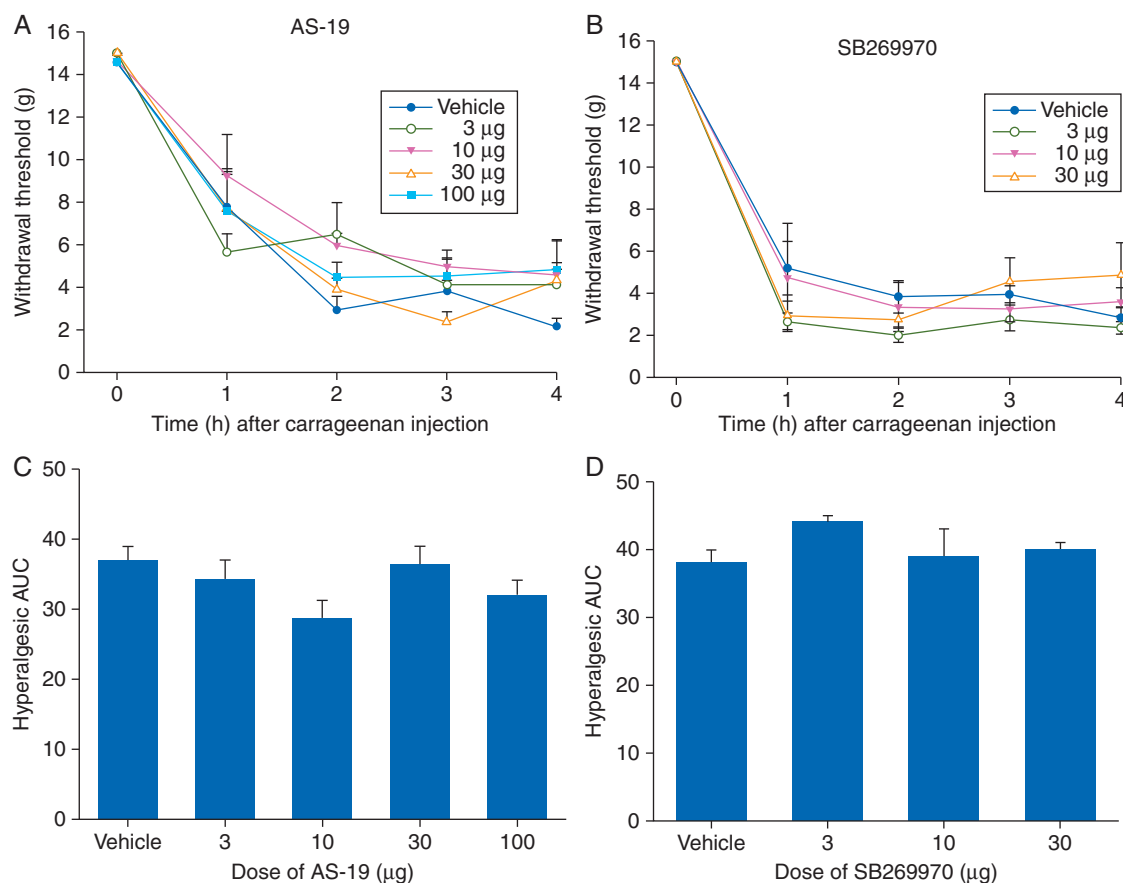 A
AS-19
Withdrawal threshold (g)
16
14
12
10
8
6
4
2
0
Vehicle
3 µg
10 µg
30 µg
100 µg
0 1 2 3 4
Time (h) after carrageenan injection
B
SB269970
Withdrawal threshold (g)
16
14
12
10
8
6
4
2
0
Vehicle
3 µg
10 µg
30 µg
0 1 2 3 4
Time (h) after carrageenan injection
C
Hyperalgesic AUC
50
40
30
20
10
0
Vehicle 3 10 30 100
Dose of AS-19 (µg)
D
Hyperalgesic AUC
50
40
30
20
10
0
Vehicle 3 10 30
Dose of SB269970 (µg)